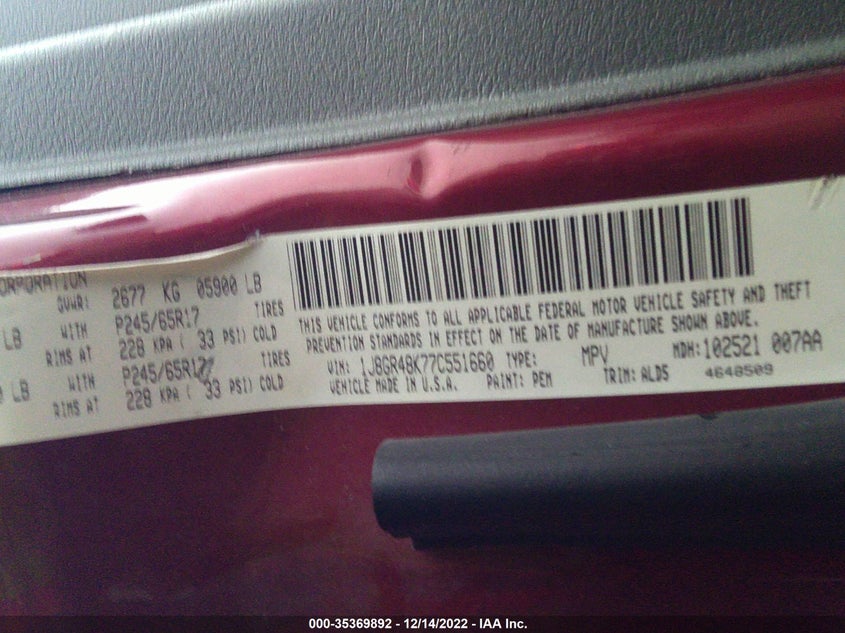 ORPORATION
GVWR: 2677 KG 05900 LB
LB WITH P245/65R17 TIRES
RIMS AT 228 KPA ( 33 PSI) COLD
LB WITH P245/65R17 TIRES
RIMS AT 228 KPA ( 33 PSI) COLD
THIS VEHICLE CONFORMS TO ALL APPLICABLE FEDERAL MOTOR VEHICLE SAFETY AND THEFT
PREVENTION STANDARDS IN EFFECT ON THE DATE OF MANUFACTURE SHOWN ABOVE.
VIN: 1J8GR48K77C551660 TYPE: MPV MDH: 102521 007AA
VEHICLE MADE IN U.S.A. PAINT: PEM TRIM: ALD5 4648509
000-35369892 - 12/14/2022 - IAA Inc.